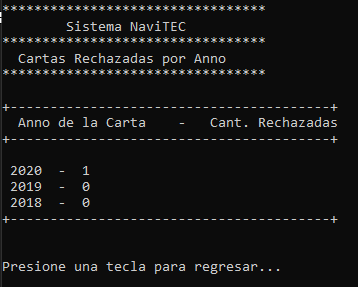 *********************************
Sistema NaviTEC
*********************************
Cartas Rechazadas por Anno
*********************************
+----------------------------------------+
Anno de la Carta    -   Cant. Rechazadas
+----------------------------------------+
2020  -  1
2019  -  0
2018  -  0
+----------------------------------------+
Presione una tecla para regresar...